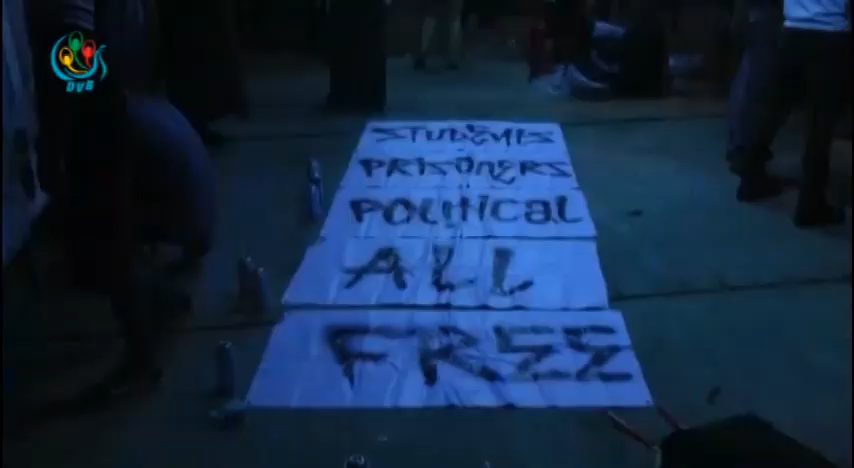 DVB
STUDENTS
PRISONERS
POLITICAL
ALL
FREE